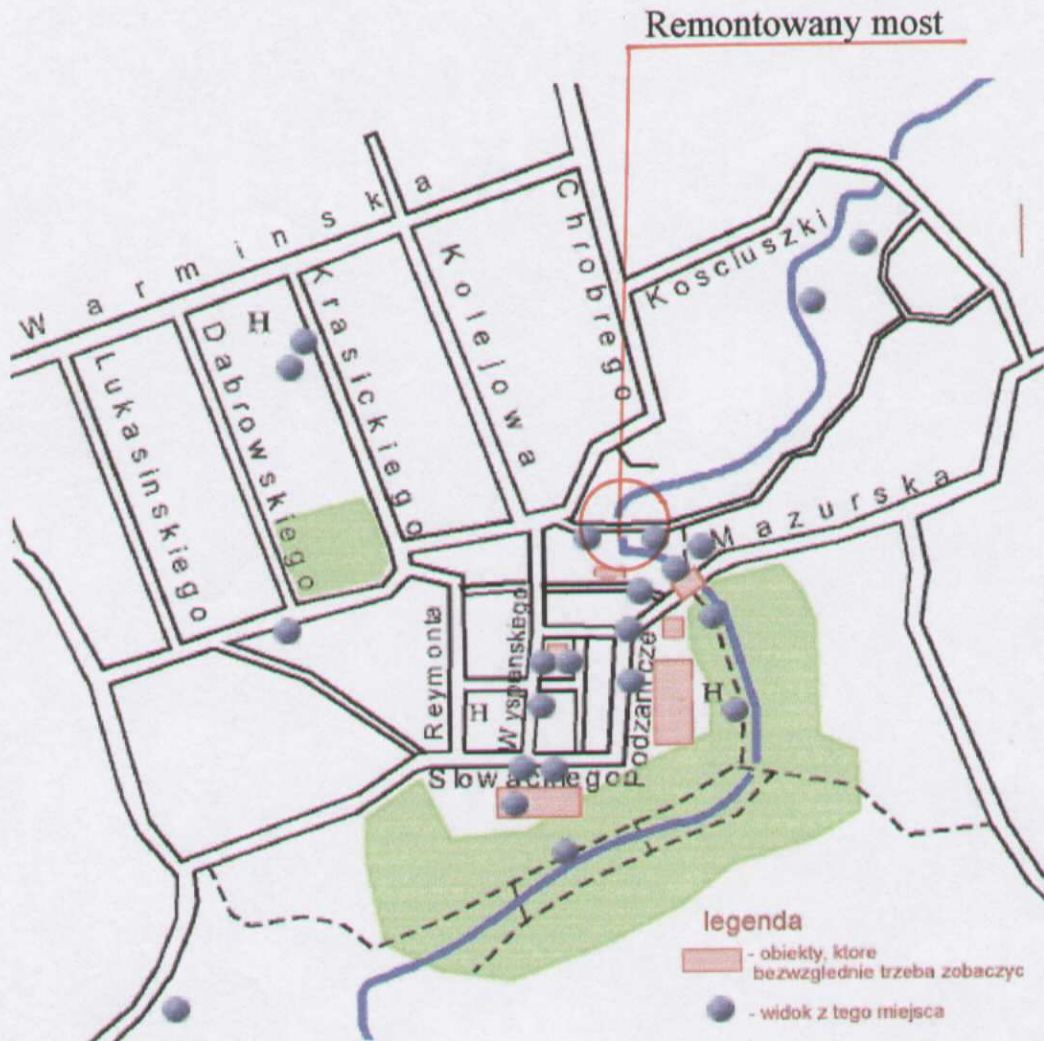 Remontowany most
Warminska
Chrobrego
Kolejowa
Kosciuszki
Krasickiego
H
Dabrowskiego
Lukasinskiego
Mazurska
Reymonta
Wyspianskiego
Podzamcze
H
H
Slowackiego
legenda
- obiekty, ktore
bezwzglednie trzeba zobaczyc
- widok z tego miejsca